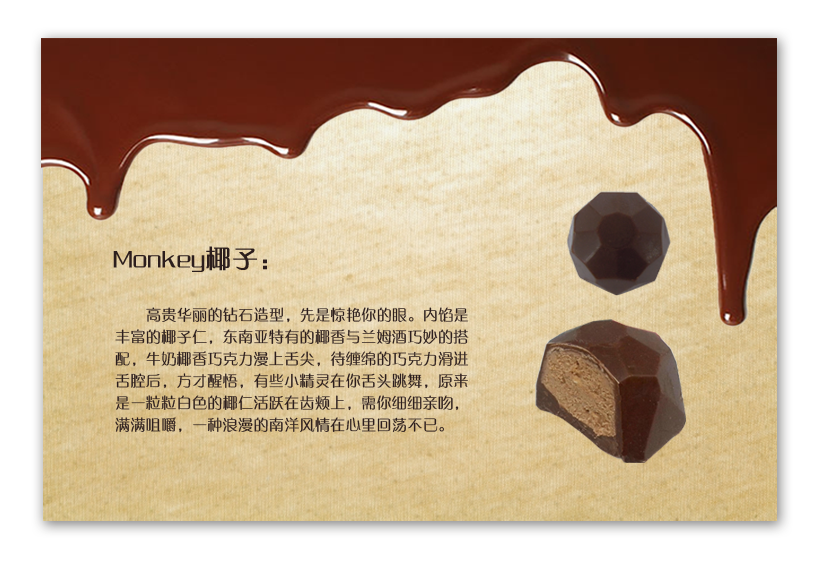 Monkey椰子：
高贵华丽的钻石造型，先是惊艳你的眼。内馅是
丰富的椰子仁，东南亚特有的椰香与兰姆酒巧妙的搭
配，牛奶椰香巧克力漫上舌尖，待缠绵的巧克力滑进
舌腔后，方才醒悟，有些小精灵在你舌头跳舞，原来
是一粒粒白色的椰仁活跃在齿颊上，需你细细亲吻，
满满咀嚼，一种浪漫的南洋风情在心里回荡不已。